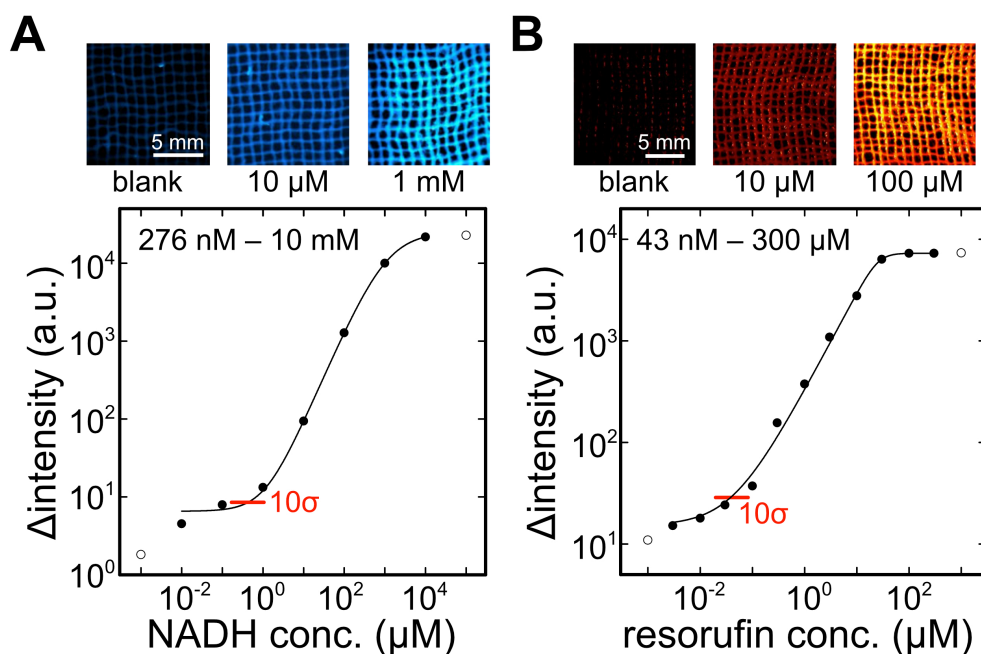 A
5 mm
blank
10 µM
1 mM
276 nM – 10 mM
10⁴
10³
10²
10¹
10⁰
10σ
Δintensity (a.u.)
10⁻²
10⁰
10²
10⁴
NADH conc. (µM)
B
5 mm
blank
10 µM
100 µM
43 nM – 300 µM
10⁴
10³
10²
10¹
10σ
Δintensity (a.u.)
10⁻²
10⁰
10²
resorufin conc. (µM)